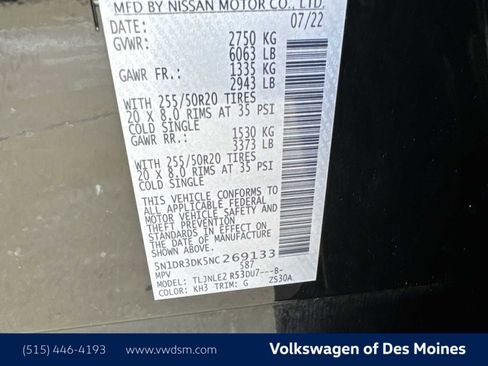 MFD BY NISSAN MOTOR CO., LTD.
DATE: 07/22
GVWR: 2750 KG
6063 LB
GAWR FR.: 1335 KG
2943 LB
WITH 255/50R20 TIRES
20 X 8.0 RIMS AT 35 PSI
COLD SINGLE
GAWR RR.: 1530 KG
3373 LB
WITH 255/50R20 TIRES
20 X 8.0 RIMS AT 35 PSI
COLD SINGLE
THIS VEHICLE CONFORMS TO
ALL APPLICABLE FEDERAL
MOTOR VEHICLE SAFETY AND
THEFT PREVENTION
STANDARDS IN EFFECT ON
THE DATE OF MANUFACTURE
SHOWN ABOVE.
5N1DR3DK5NC269133
MPV 587
MODEL: TLJNLE2 R53DU7---B-
COLOR: KH3 TRIM: G ZS30A
(515) 446-4193 www.vwdsm.com Volkswagen of Des Moines